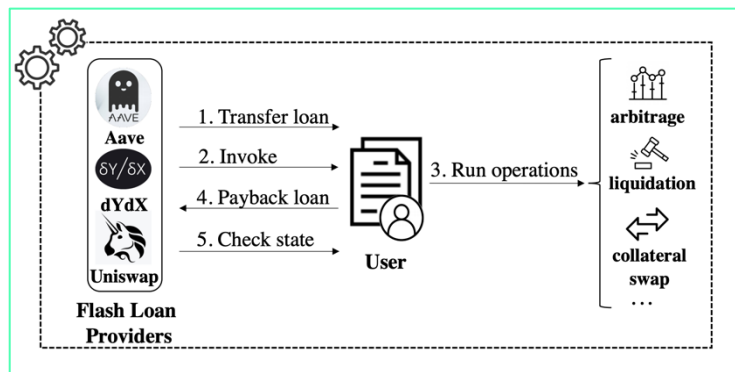 AAVE
Aave
δY/δX
dYdX
Uniswap
Flash Loan
Providers
1. Transfer loan
2. Invoke
4. Payback loan
5. Check state
User
3. Run operations
arbitrage
liquidation
collateral
swap
...